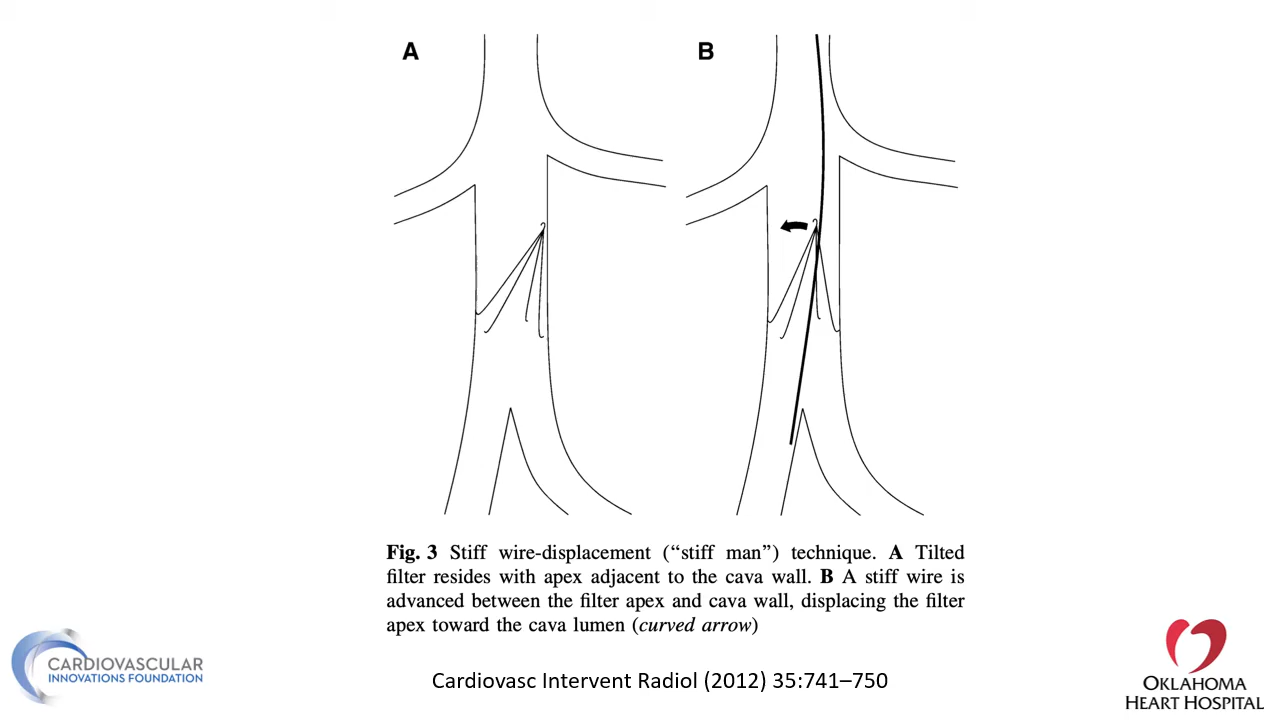 A
B
Fig. 3 Stiff wire-displacement (“stiff man”) technique. A Tilted
filter resides with apex adjacent to the cava wall. B A stiff wire is
advanced between the filter apex and cava wall, displacing the filter
apex toward the cava lumen (curved arrow)
Cardiovasc Intervent Radiol (2012) 35:741–750
CARDIOVASCULAR
INNOVATIONS FOUNDATION
OKLAHOMA
HEART HOSPITAL